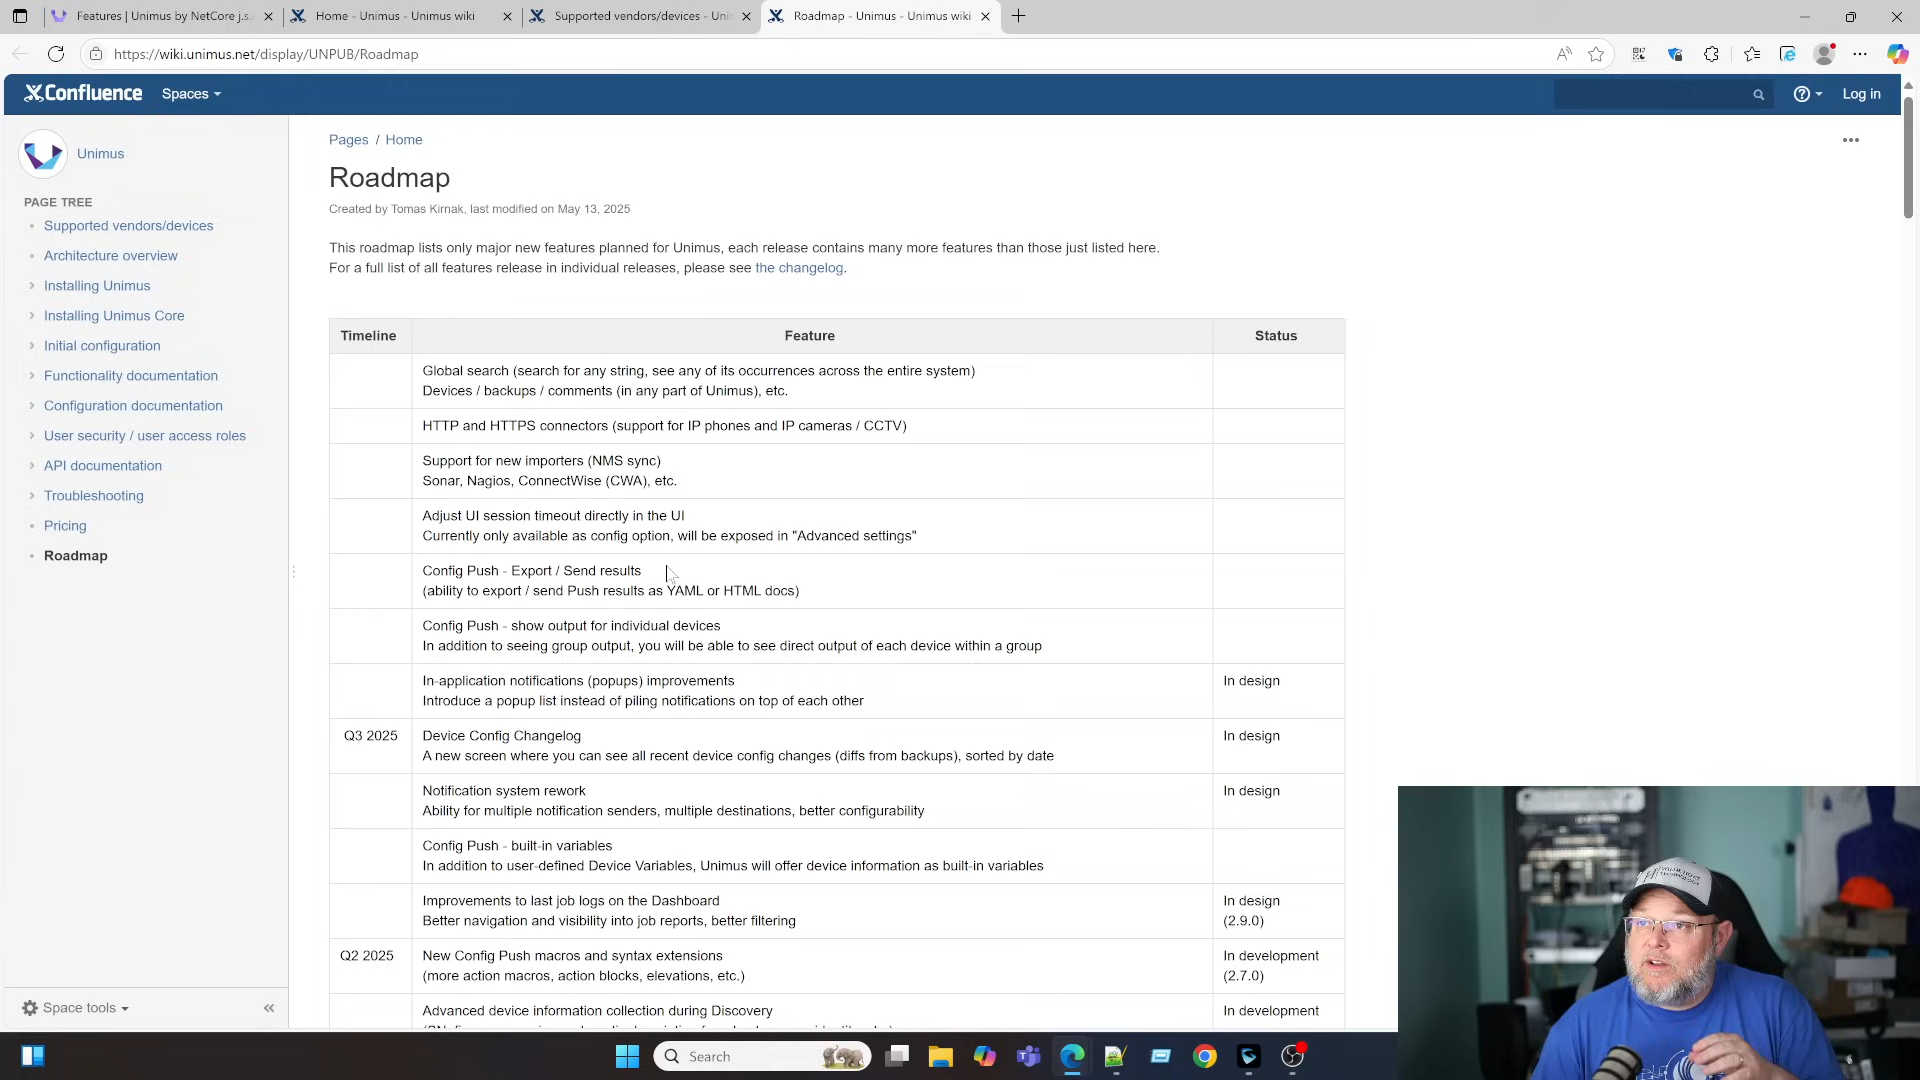 Features | Unimus by NetCore j.s.
Home - Unimus - Unimus wiki
Supported vendors/devices - Uni
Roadmap - Unimus - Unimus wiki
https://wiki.unimus.net/display/UNPUB/Roadmap
Confluence
Spaces
Log in
Unimus
PAGE TREE
Supported vendors/devices
Architecture overview
Installing Unimus
Installing Unimus Core
Initial configuration
Functionality documentation
Configuration documentation
User security / user access roles
API documentation
Troubleshooting
Pricing
Roadmap
Space tools
Pages / Home
Roadmap
Created by Tomas Kirnak, last modified on May 13, 2025
This roadmap lists only major new features planned for Unimus, each release contains many more features than those just listed here.
For a full list of all features release in individual releases, please see the changelog.
Timeline Feature Status
Global search (search for any string, see any of its occurrences across the entire system)
Devices / backups / comments (in any part of Unimus), etc.
HTTP and HTTPS connectors (support for IP phones and IP cameras / CCTV)
Support for new importers (NMS sync)
Sonar, Nagios, ConnectWise (CWA), etc.
Adjust UI session timeout directly in the UI
Currently only available as config option, will be exposed in "Advanced settings"
Config Push - Export / Send results
(ability to export / send Push results as YAML or HTML docs)
Config Push - show output for individual devices
In addition to seeing group output, you will be able to see direct output of each device within a group
In-application notifications (popups) improvements In design
Introduce a popup list instead of piling notifications on top of each other
Q3 2025 Device Config Changelog In design
A new screen where you can see all recent device config changes (diffs from backups), sorted by date
Notification system rework In design
Ability for multiple notification senders, multiple destinations, better configurability
Config Push - built-in variables
In addition to user-defined Device Variables, Unimus will offer device information as built-in variables
Improvements to last job logs on the Dashboard In design
Better navigation and visibility into job reports, better filtering (2.9.0)
Q2 2025 New Config Push macros and syntax extensions In development
(more action macros, action blocks, elevations, etc.) (2.7.0)
Advanced device information collection during Discovery In development
Search